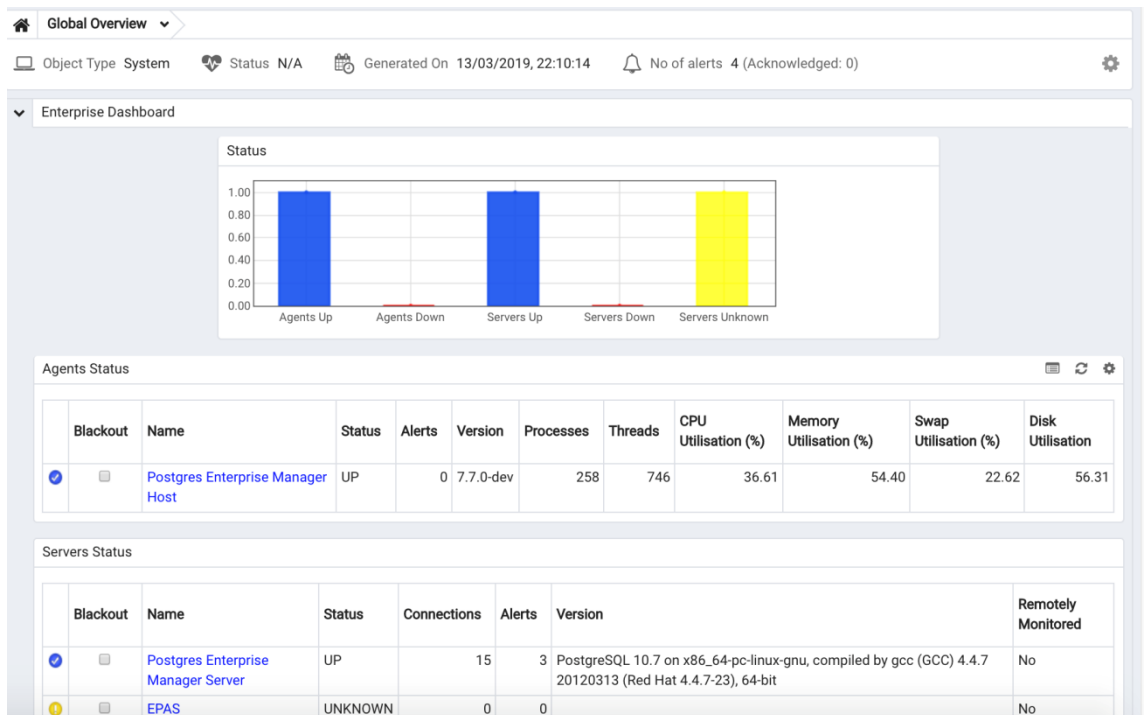 Global Overview
Object Type System Status N/A Generated On 13/03/2019, 22:10:14 No of alerts 4 (Acknowledged: 0)
Enterprise Dashboard
Status
1.00
0.80
0.60
0.40
0.20
0.00
Agents Up Agents Down Servers Up Servers Down Servers Unknown
Agents Status
Blackout Name Status Alerts Version Processes Threads CPU Utilisation (%) Memory Utilisation (%) Swap Utilisation (%) Disk Utilisation
Postgres Enterprise Manager Host UP 0 7.7.0-dev 258 746 36.61 54.40 22.62 56.31
Servers Status
Blackout Name Status Connections Alerts Version Remotely Monitored
Postgres Enterprise Manager Server UP 15 3 PostgreSQL 10.7 on x86_64-pc-linux-gnu, compiled by gcc (GCC) 4.4.7 20120313 (Red Hat 4.4.7-23), 64-bit No
EPAS UNKNOWN 0 0 No